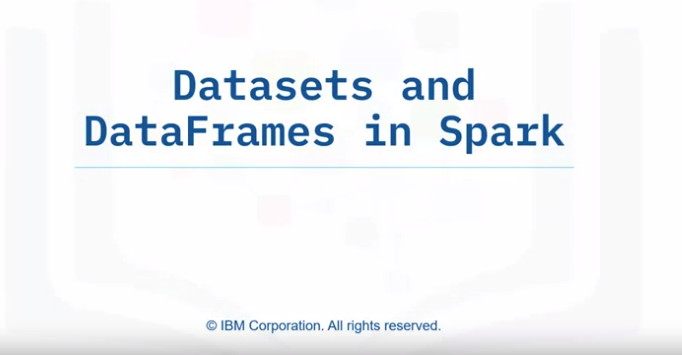 Datasets and
DataFrames in Spark
© IBM Corporation. All rights reserved.